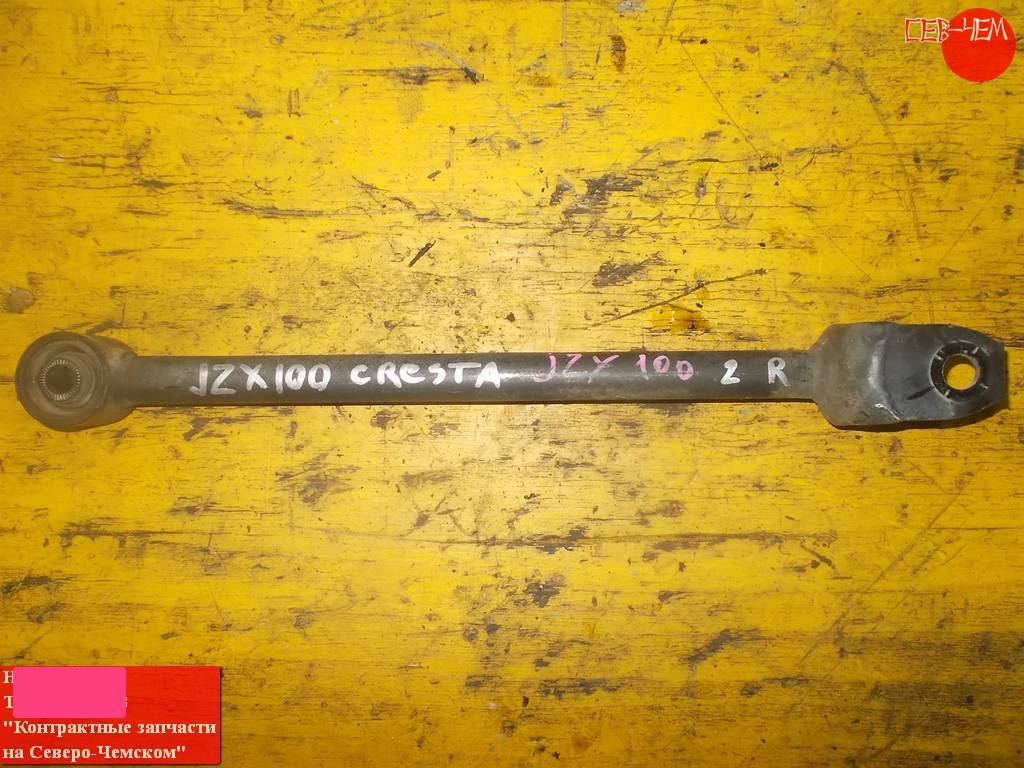 СЕВ-ЧЕМ
JZX100 CRESTA JZX 100 2 R
"Контрактные запчасти
на Северо-Чемском"